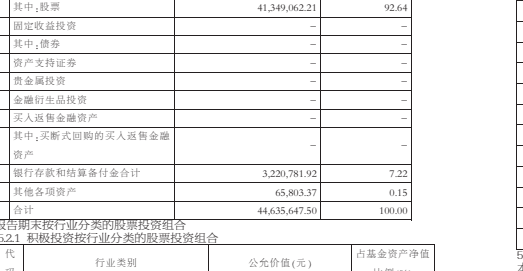 其中:股票 41,349,062.21 92.64
固定收益投资 – –
其中:债券 – –
资产支持证券 – –
贵金属投资 – –
金融衍生品投资 – –
买入返售金融资产 – –
其中:买断式回购的买入返售金融
资产 – –
银行存款和结算备付金合计 3,220,781.92 7.22
其他各项资产 65,803.37 0.15
合计 44,635,647.50 100.00
报告期末按行业分类的股票投资组合
5.2.1 积极投资按行业分类的股票投资组合
代 行业类别 公允价值(元) 占基金资产净值